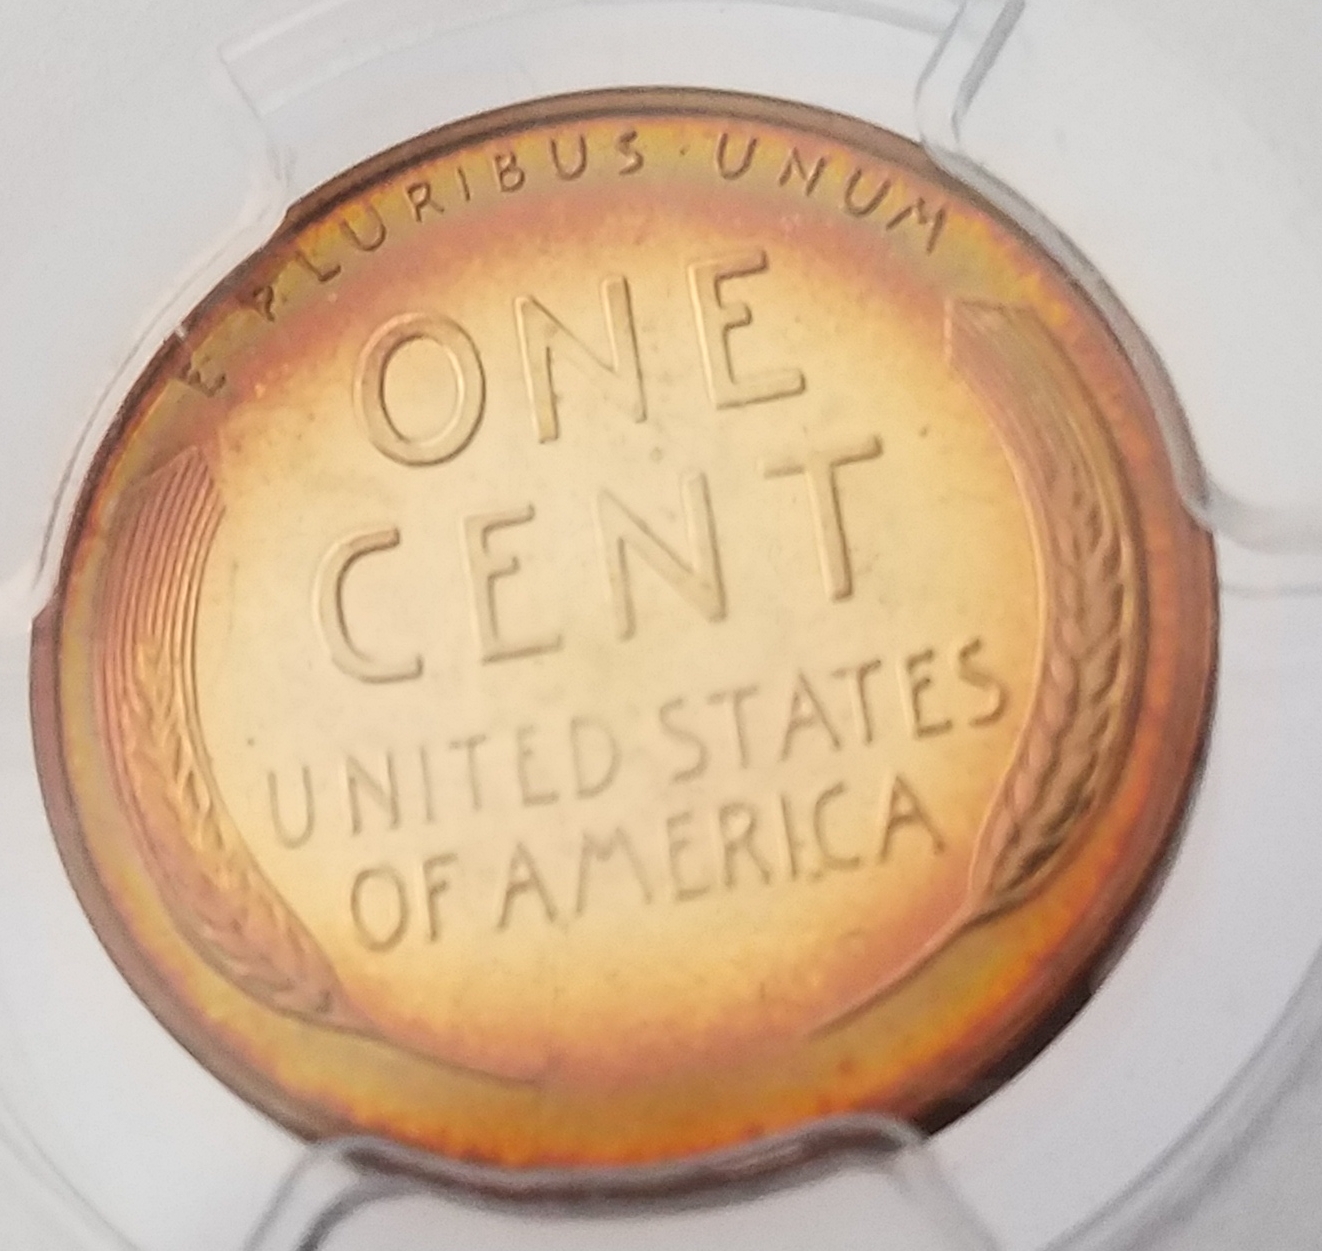 E PLURIBUS · UNUM
ONE
CENT
UNITED STATES
OF AMERICA